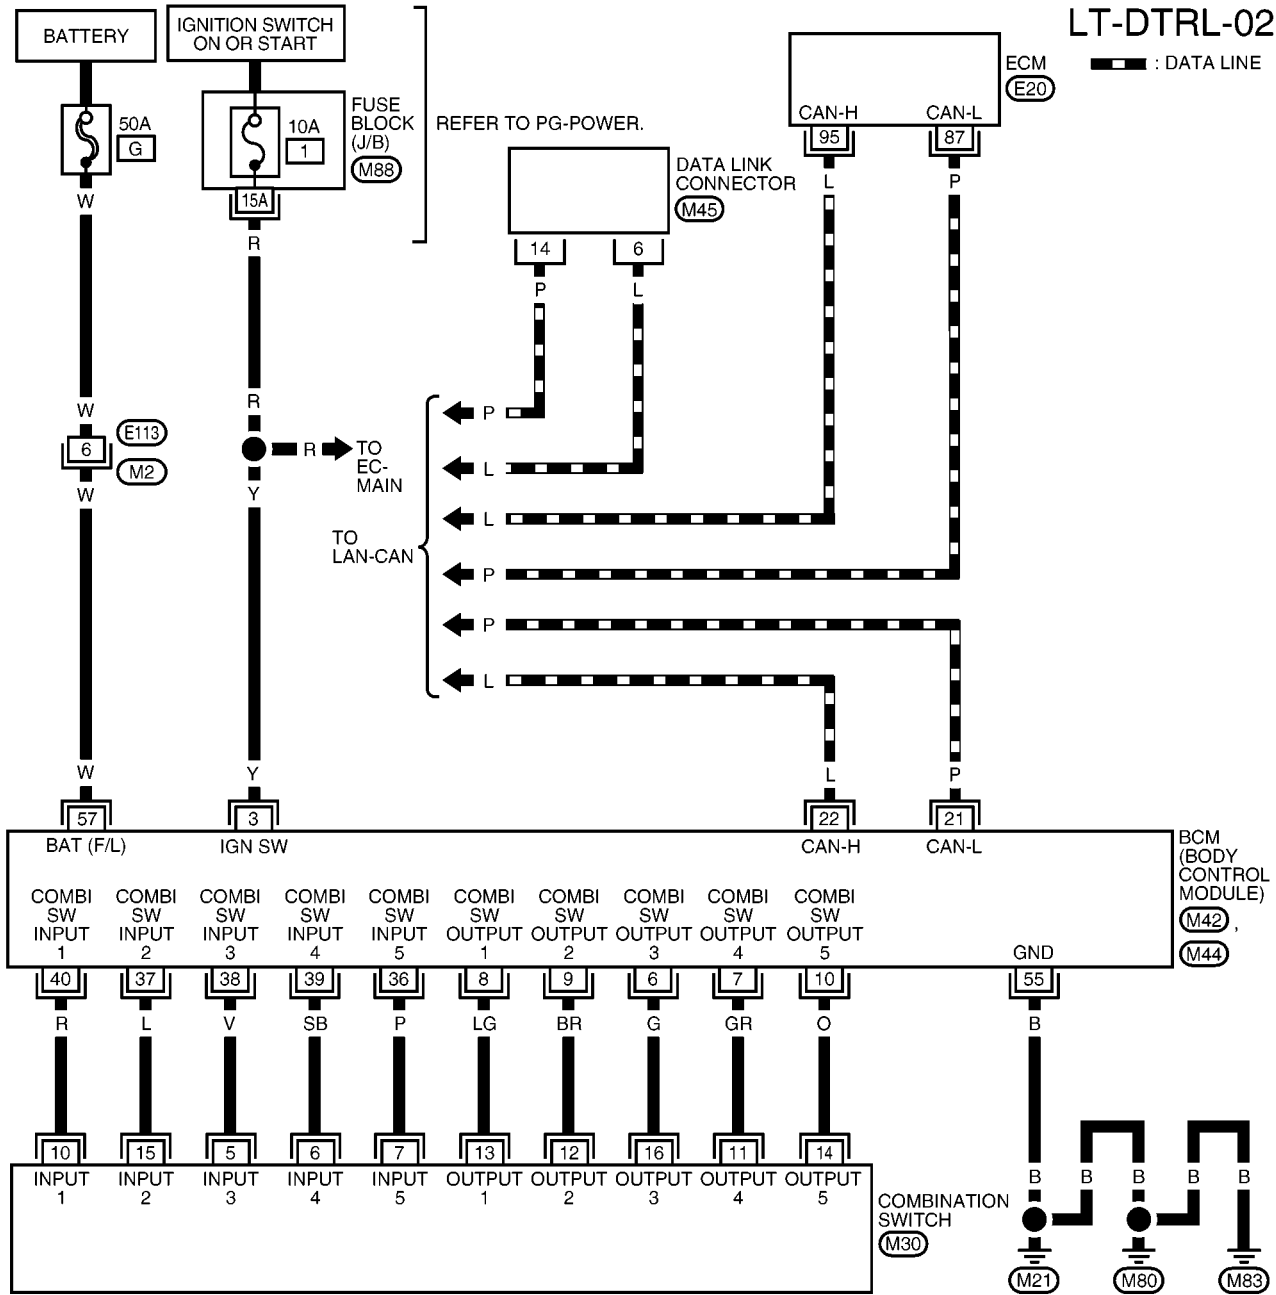 LT-DTRL-02
: DATA LINE
BATTERY
IGNITION SWITCH
ON OR START
50A
G
10A
1
FUSE
BLOCK
(J/B)
M88
REFER TO PG-POWER.
15A
DATA LINK
CONNECTOR
M45
14
6
ECM
E20
CAN-H
CAN-L
95
87
L
P
W
R
P
L
W
R
E113
6
M2
R
TO
EC-
MAIN
W
Y
TO
LAN-CAN
P
L
L
P
P
L
W
Y
L
P
57
3
22
21
BAT (F/L)
IGN SW
CAN-H
CAN-L
BCM
(BODY
CONTROL
MODULE)
M42 ,
M44
COMBI
SW
INPUT
1
COMBI
SW
INPUT
2
COMBI
SW
INPUT
3
COMBI
SW
INPUT
4
COMBI
SW
INPUT
5
COMBI
SW
OUTPUT
1
COMBI
SW
OUTPUT
2
COMBI
SW
OUTPUT
3
COMBI
SW
OUTPUT
4
COMBI
SW
OUTPUT
5
GND
40
37
38
39
36
8
9
6
7
10
55
R
L
V
SB
P
LG
BR
G
GR
O
B
10
15
5
6
7
13
12
16
11
14
INPUT
1
INPUT
2
INPUT
3
INPUT
4
INPUT
5
OUTPUT
1
OUTPUT
2
OUTPUT
3
OUTPUT
4
OUTPUT
5
COMBINATION
SWITCH
M30
B
B
B
B
B
M21
M80
M83